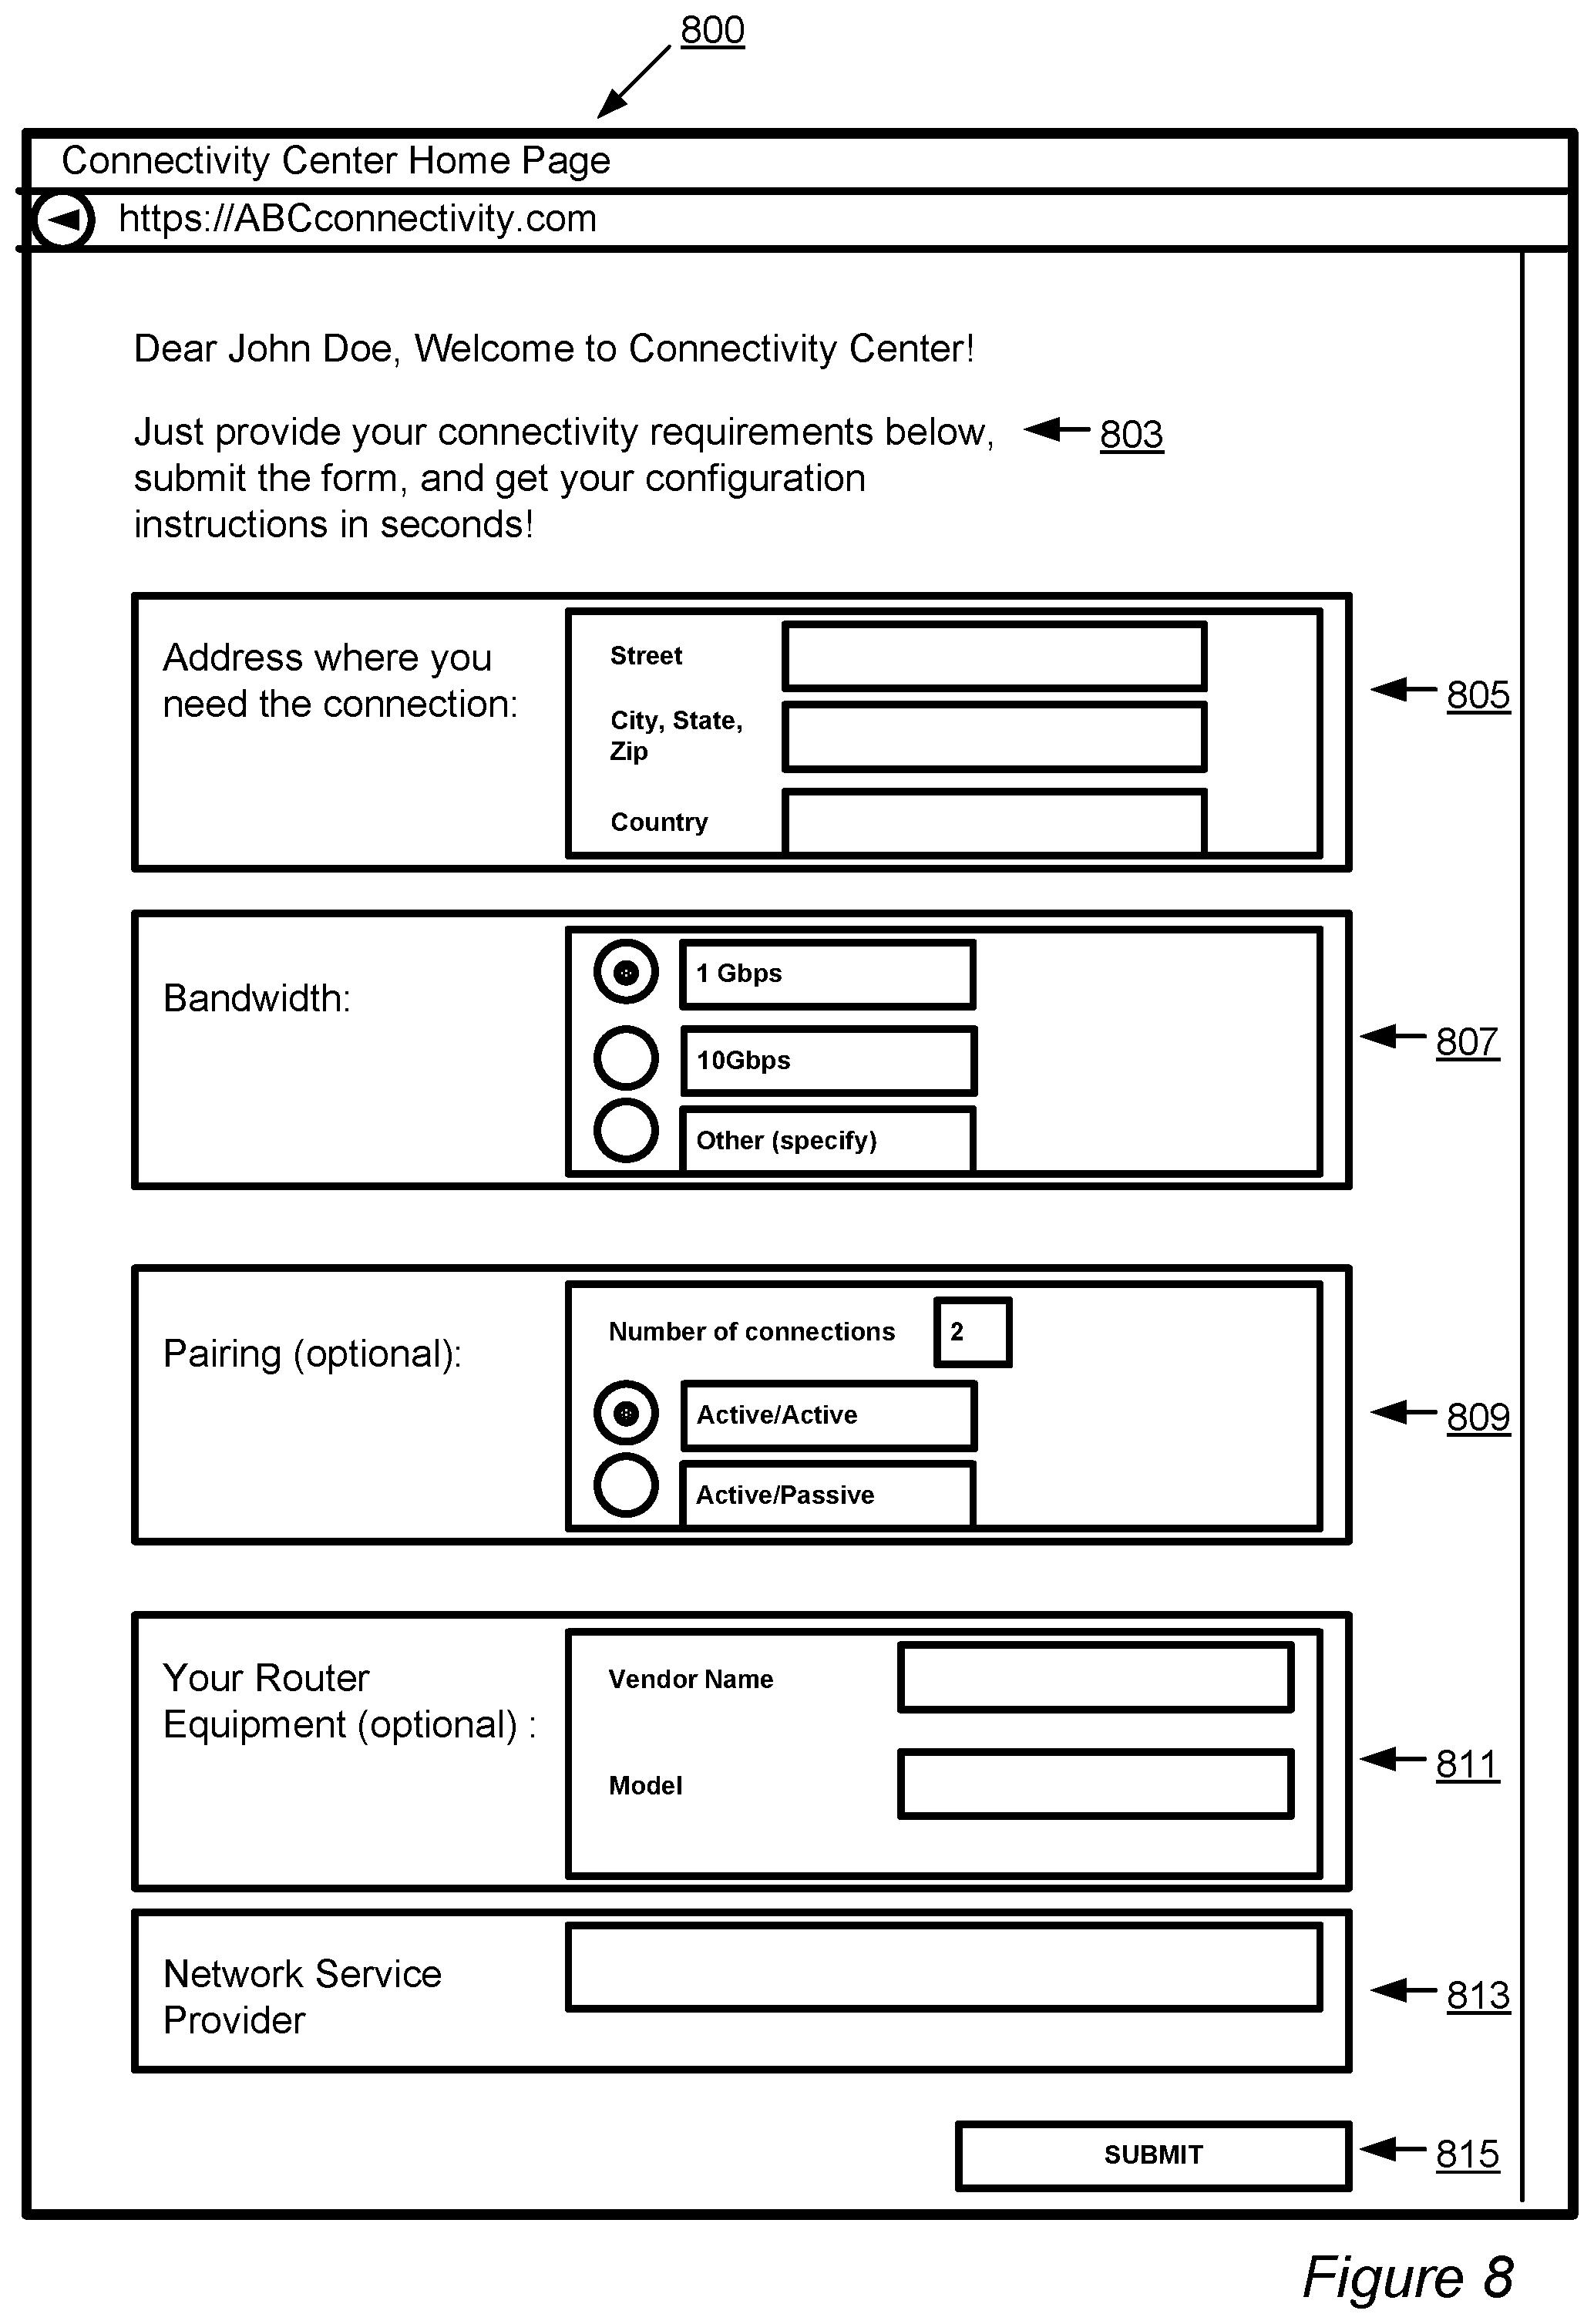 800
Connectivity Center Home Page
https://ABCconnectivity.com
Dear John Doe, Welcome to Connectivity Center!
Just provide your connectivity requirements below,
803
submit the form, and get your configuration
instructions in seconds!
Address where you
need the connection:
Street
City, State,
Zip
Country
805
Bandwidth:
1 Gbps
10Gbps
Other (specify)
807
Pairing (optional):
Number of connections 2
Active/Active
Active/Passive
809
Your Router
Equipment (optional) :
Vendor Name
Model
811
Network Service
Provider
813
SUBMIT
815
Figure 8